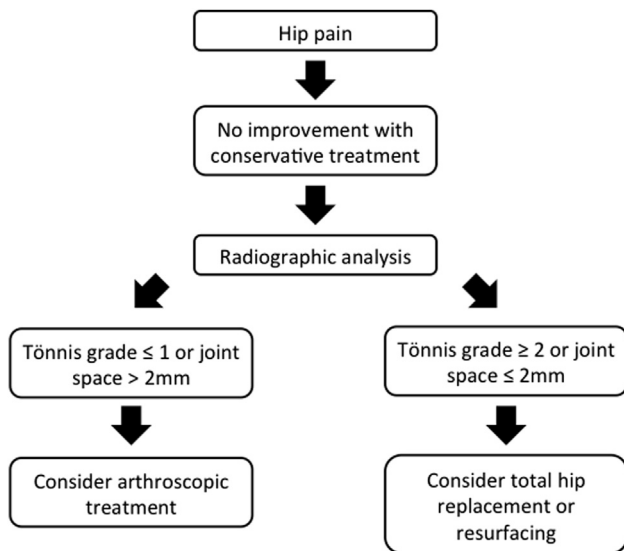 Hip pain
No improvement with
conservative treatment
Radiographic analysis
Tönnis grade ≤ 1 or joint
space > 2mm
Tönnis grade ≥ 2 or joint
space ≤ 2mm
Consider arthroscopic
treatment
Consider total hip
replacement or
resurfacing